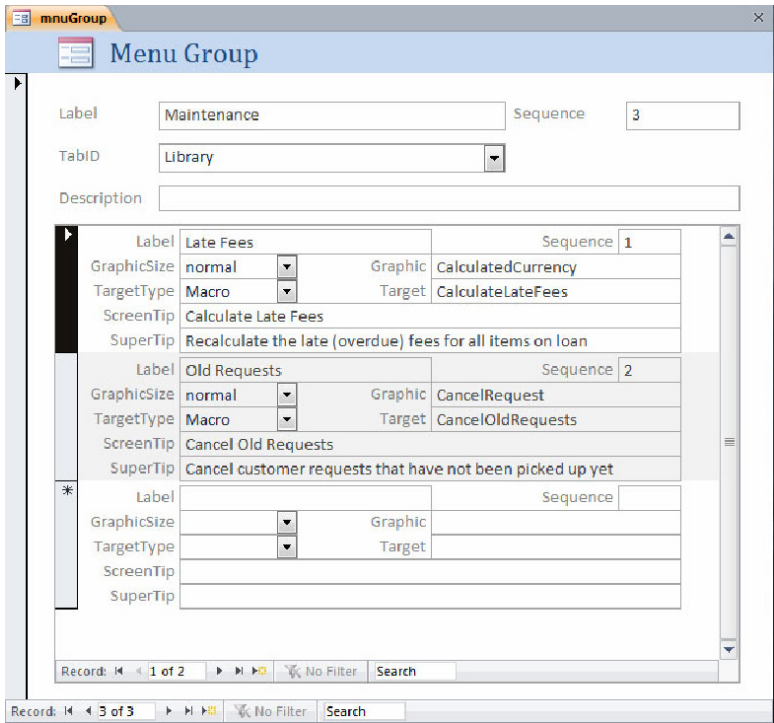 mnuGroup
Menu Group
Label Maintenance Sequence 3
TabID Library
Description
Label Late Fees Sequence 1
GraphicSize normal Graphic CalculatedCurrency
TargetType Macro Target CalculateLateFees
ScreenTip Calculate Late Fees
SuperTip Recalculate the late (overdue) fees for all items on loan
Label Old Requests Sequence 2
GraphicSize normal Graphic CancelRequest
TargetType Macro Target CancelOldRequests
ScreenTip Cancel Old Requests
SuperTip Cancel customer requests that have not been picked up yet
Label Sequence
GraphicSize Graphic
TargetType Target
ScreenTip
SuperTip
Record: 1 of 2 No Filter Search
Record: 3 of 3 No Filter Search